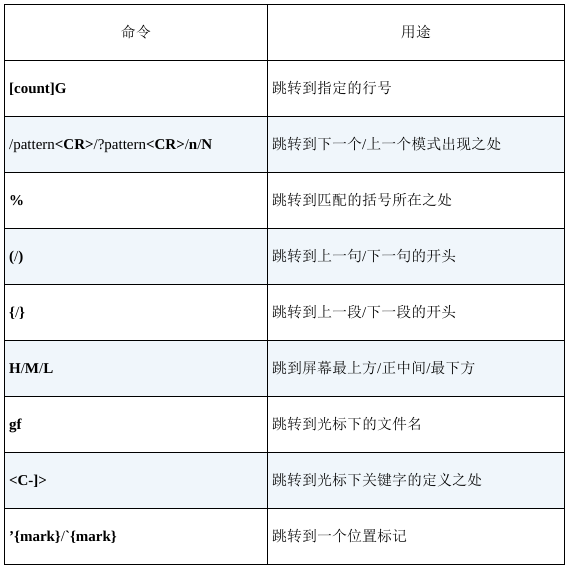 命令 用途
[count]G 跳转到指定的行号
/pattern<CR>/?pattern<CR>/n/N 跳转到下一个/上一个模式出现之处
% 跳转到匹配的括号所在之处
(/) 跳转到上一句/下一句的开头
{/} 跳转到上一段/下一段的开头
H/M/L 跳到屏幕最上方/正中间/最下方
gf 跳转到光标下的文件名
<C-]> 跳转到光标下关键字的定义之处
’{mark}/`{mark} 跳转到一个位置标记